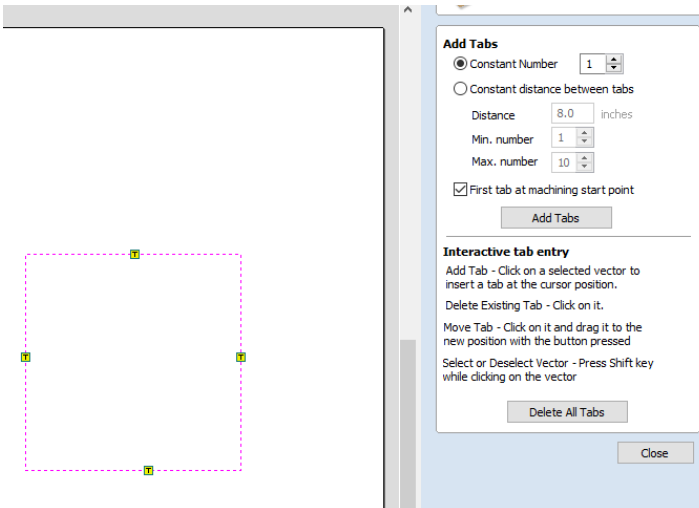 Add Tabs
Constant Number 1
Constant distance between tabs
Distance 8.0 inches
Min. number 1
Max. number 10
First tab at machining start point
Add Tabs
Interactive tab entry
Add Tab - Click on a selected vector to
insert a tab at the cursor position.
Delete Existing Tab - Click on it.
Move Tab - Click on it and drag it to the
new position with the button pressed
Select or Deselect Vector - Press Shift key
while clicking on the vector
Delete All Tabs
Close
T
T
T
T